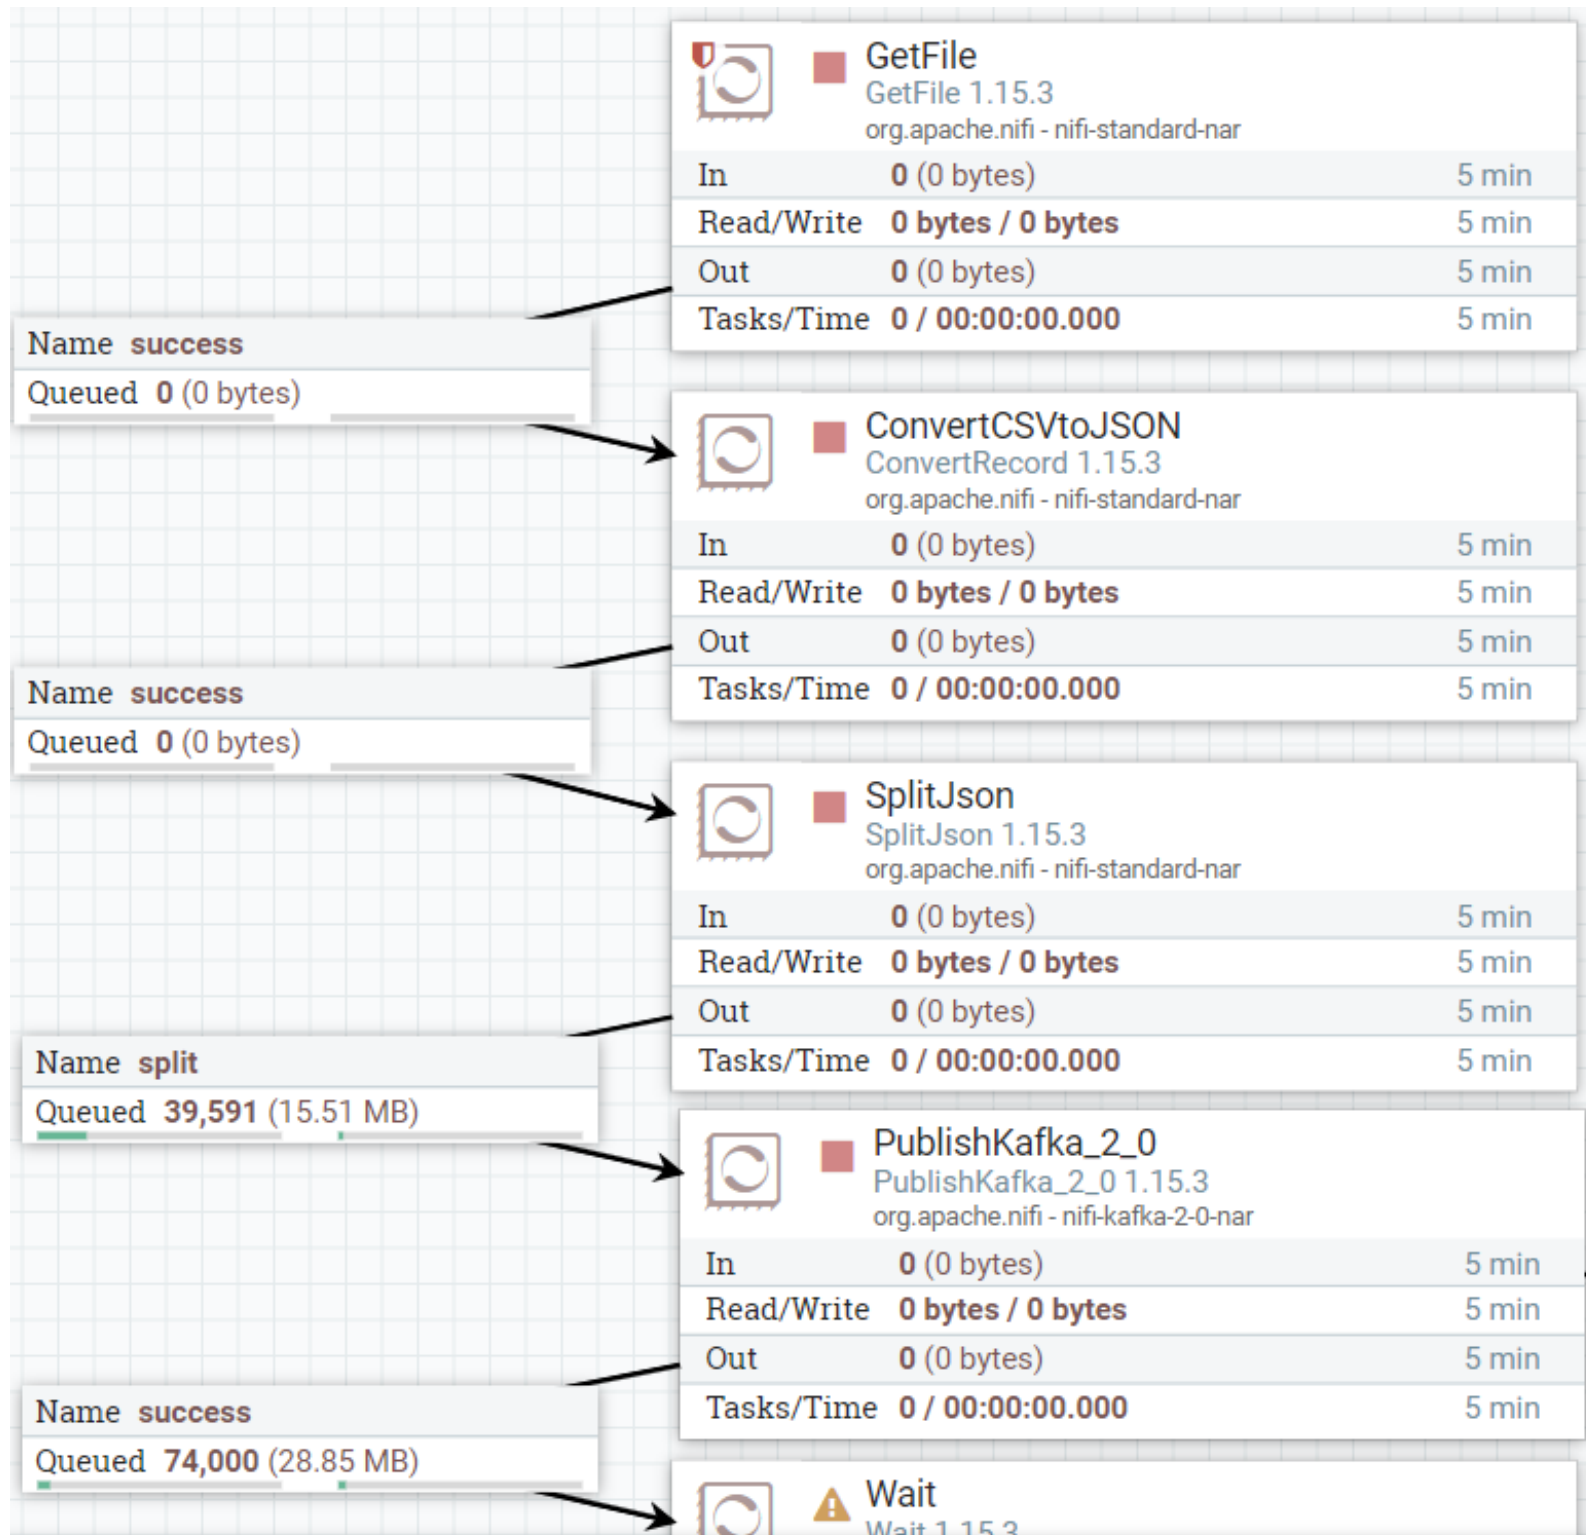 GetFile
GetFile 1.15.3
org.apache.nifi - nifi-standard-nar
In 0 (0 bytes) 5 min
Read/Write 0 bytes / 0 bytes 5 min
Out 0 (0 bytes) 5 min
Tasks/Time 0 / 00:00:00.000 5 min
Name success
Queued 0 (0 bytes)
ConvertCSVtoJSON
ConvertRecord 1.15.3
org.apache.nifi - nifi-standard-nar
In 0 (0 bytes) 5 min
Read/Write 0 bytes / 0 bytes 5 min
Out 0 (0 bytes) 5 min
Tasks/Time 0 / 00:00:00.000 5 min
Name success
Queued 0 (0 bytes)
SplitJson
SplitJson 1.15.3
org.apache.nifi - nifi-standard-nar
In 0 (0 bytes) 5 min
Read/Write 0 bytes / 0 bytes 5 min
Out 0 (0 bytes) 5 min
Tasks/Time 0 / 00:00:00.000 5 min
Name split
Queued 39,591 (15.51 MB)
PublishKafka_2_0
PublishKafka_2_0 1.15.3
org.apache.nifi - nifi-kafka-2-0-nar
In 0 (0 bytes) 5 min
Read/Write 0 bytes / 0 bytes 5 min
Out 0 (0 bytes) 5 min
Tasks/Time 0 / 00:00:00.000 5 min
Name success
Queued 74,000 (28.85 MB)
Wait
Wait 1.15.3